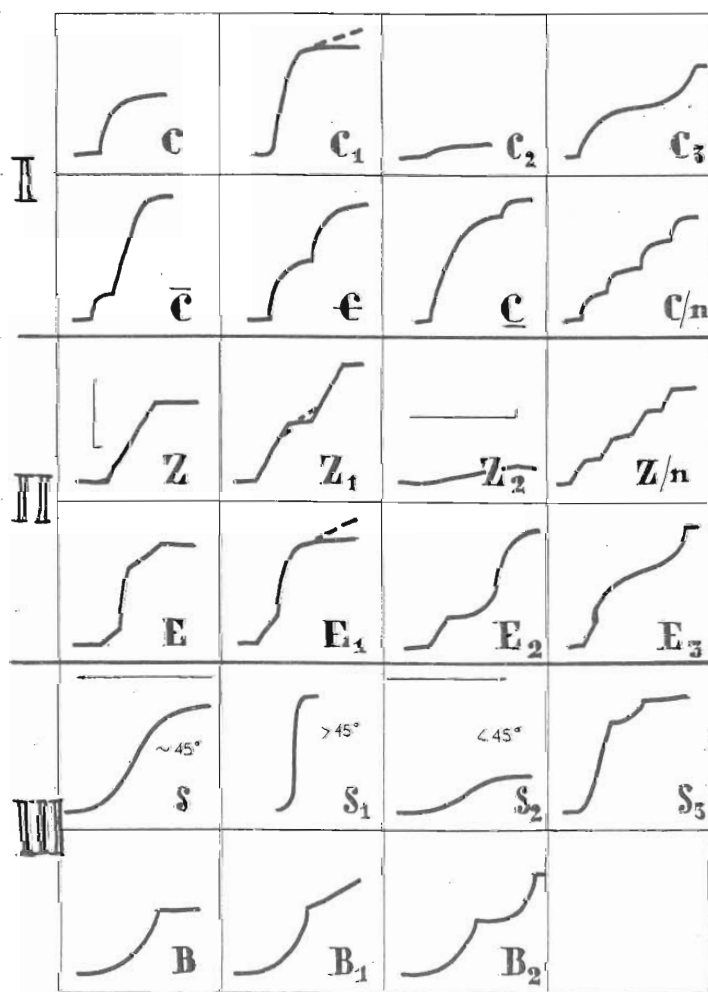 C C₁ C₂ C₃
I
C̅ C̶ C̲ C/n
Z Z₁ Z₂ Z/n
II
E E₁ E₂ E₃
S S₁ S₂ S₃
~45° >45° <45°
III
B B₁ B₂